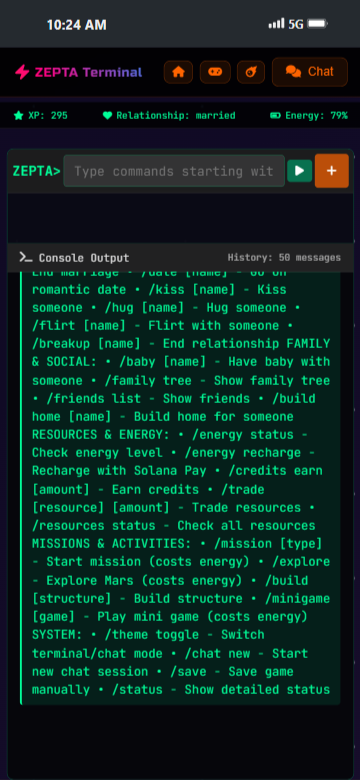 10:24 AM
5G
ZEPTA Terminal
Chat
XP: 295
Relationship: married
Energy: 79%
ZEPTA>
Type commands starting wit
Console Output
History: 50 messages
End marriage • /date [name] - Go on
romantic date • /kiss [name] - Kiss
someone • /hug [name] - Hug someone •
/flirt [name] - Flirt with someone •
/breakup [name] - End relationship FAMILY
& SOCIAL: • /baby [name] - Have baby with
someone • /family tree - Show family tree
• /friends list - Show friends • /build
home [name] - Build home for someone
RESOURCES & ENERGY: • /energy status -
Check energy level • /energy recharge -
Recharge with Solana Pay • /credits earn
[amount] - Earn credits • /trade
[resource] [amount] - Trade resources •
/resources status - Check all resources
MISSIONS & ACTIVITIES: • /mission [type]
- Start mission (costs energy) • /explore
- Explore Mars (costs energy) • /build
[structure] - Build structure • /minigame
[game] - Play mini game (costs energy)
SYSTEM: • /theme toggle - Switch
terminal/chat mode • /chat new - Start
new chat session • /save - Save game
manually • /status - Show detailed status